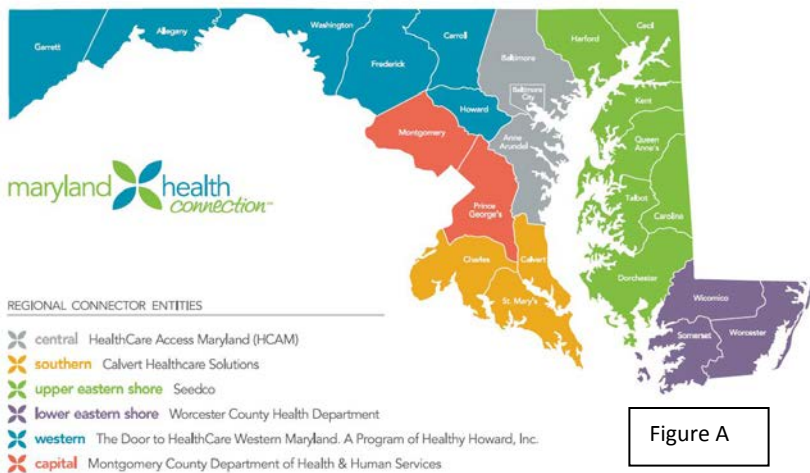 Garrett
Allegany
Washington
Frederick
Carroll
Baltimore
Baltimore City
Harford
Cecil
Howard
Montgomery
Anne Arundel
Kent
Queen Anne's
Prince George's
Talbot
Caroline
Charles
Calvert
St. Mary's
Dorchester
Wicomico
Somerset
Worcester
maryland health
connection℠
REGIONAL CONNECTOR ENTITIES
central HealthCare Access Maryland (HCAM)
southern Calvert Healthcare Solutions
upper eastern shore Seedco
lower eastern shore Worcester County Health Department
western The Door to HealthCare Western Maryland. A Program of Healthy Howard, Inc.
capital Montgomery County Department of Health & Human Services
Figure A